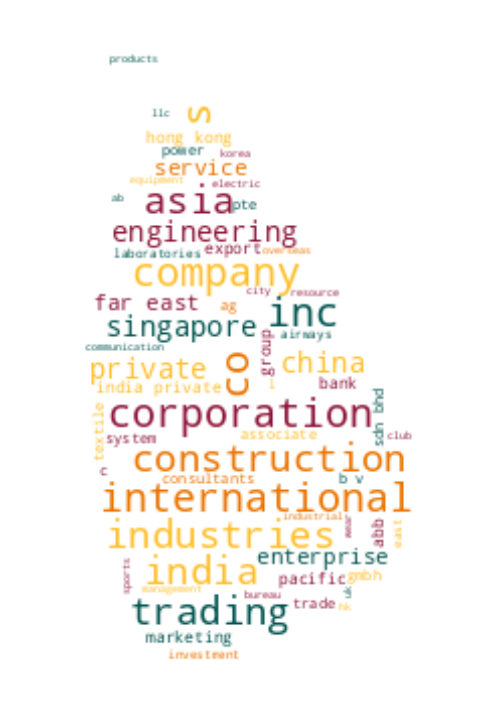 products
llc
s
hong kong
power
korea
service
equipment
electric
ab
asia
pte
engineering
laboratories
export
overseas
company
city
resource
far east
ag
inc
singapore
airways
communication
group
private
co
china
l
india private
bank
corporation
sdn bhd
textile
system
associate
club
construction
c
consultants
b v
international
industrial
industries
wear
abb
east
enterprise
india
sports
pacific
gmbh
management
uk
bureau
trading
trade
hk
marketing
investment